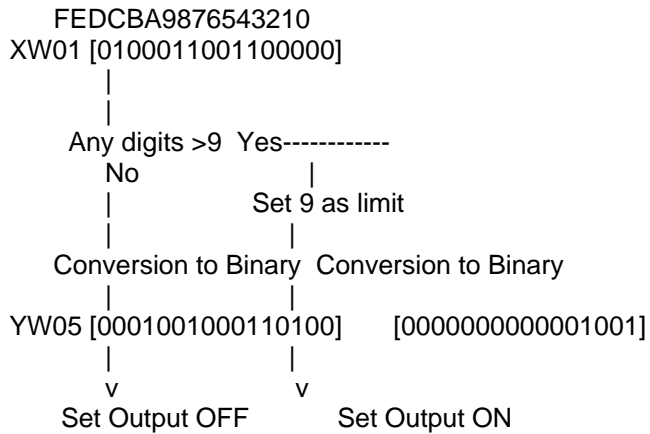 FEDCBA9876543210
XW01 [0100011001100000]
|
|
Any digits >9 Yes------------
No |
| Set 9 as limit
| |
Conversion to Binary Conversion to Binary
| |
YW05 [0001001000110100] [0000000000001001]
| |
v v
Set Output OFF Set Output ON